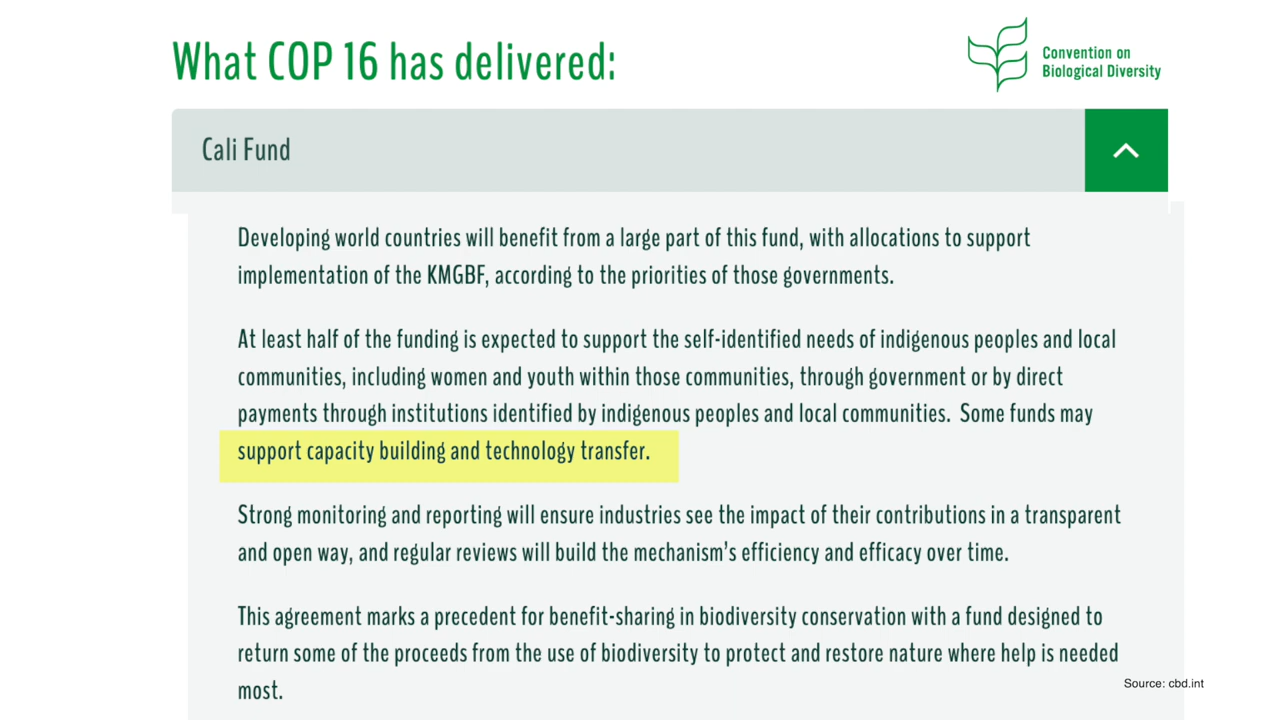 What COP 16 has delivered:
Convention on
Biological Diversity
Cali Fund
Developing world countries will benefit from a large part of this fund, with allocations to support
implementation of the KMGBF, according to the priorities of those governments.
At least half of the funding is expected to support the self-identified needs of indigenous peoples and local
communities, including women and youth within those communities, through government or by direct
payments through institutions identified by indigenous peoples and local communities.  Some funds may
support capacity building and technology transfer.
Strong monitoring and reporting will ensure industries see the impact of their contributions in a transparent
and open way, and regular reviews will build the mechanism’s efficiency and efficacy over time.
This agreement marks a precedent for benefit-sharing in biodiversity conservation with a fund designed to
return some of the proceeds from the use of biodiversity to protect and restore nature where help is needed
most.
Source: cbd.int